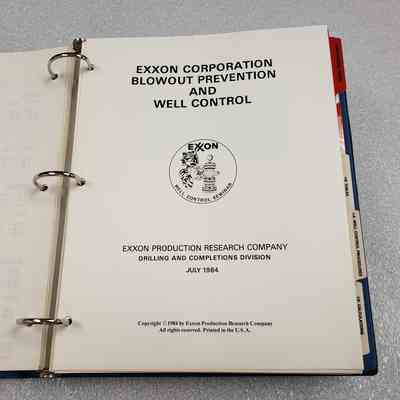 EXXON CORPORATION
BLOWOUT PREVENTION
AND
WELL CONTROL
EXXON
WELL CONTROL SEMINAR
EXXON PRODUCTION RESEARCH COMPANY
DRILLING AND COMPLETIONS DIVISION
JULY 1984
Copyright © 1984 by Exxon Production Research Company
All rights reserved. Printed in the U.S.A.